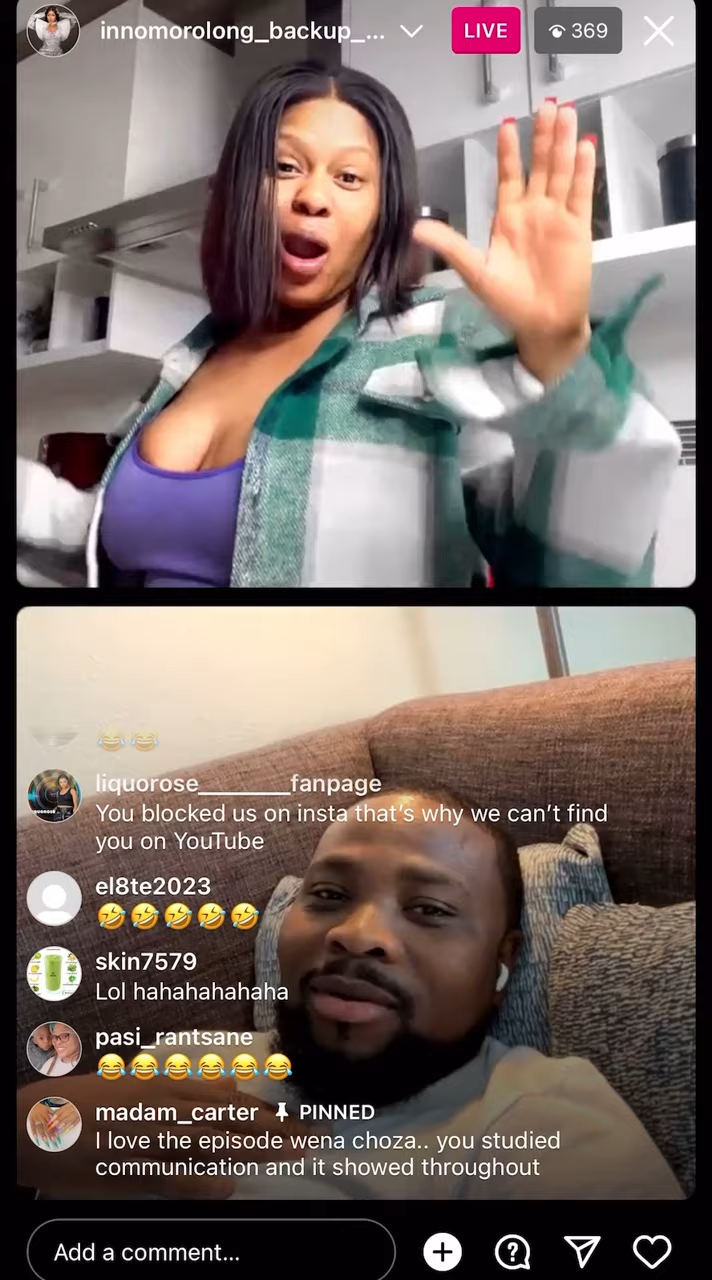 innomorolong_backup_...
LIVE
369
😂😂
liquorose________fanpage
You blocked us on insta that's why we can't find
you on YouTube
el8te2023
🤣🤣🤣🤣🤣
skin7579
Lol hahahahahaha
pasi_rantsane
😂😂😂😂😂😂
madam_carter PINNED
I love the episode wena choza.. you studied
communication and it showed throughout
Add a comment...